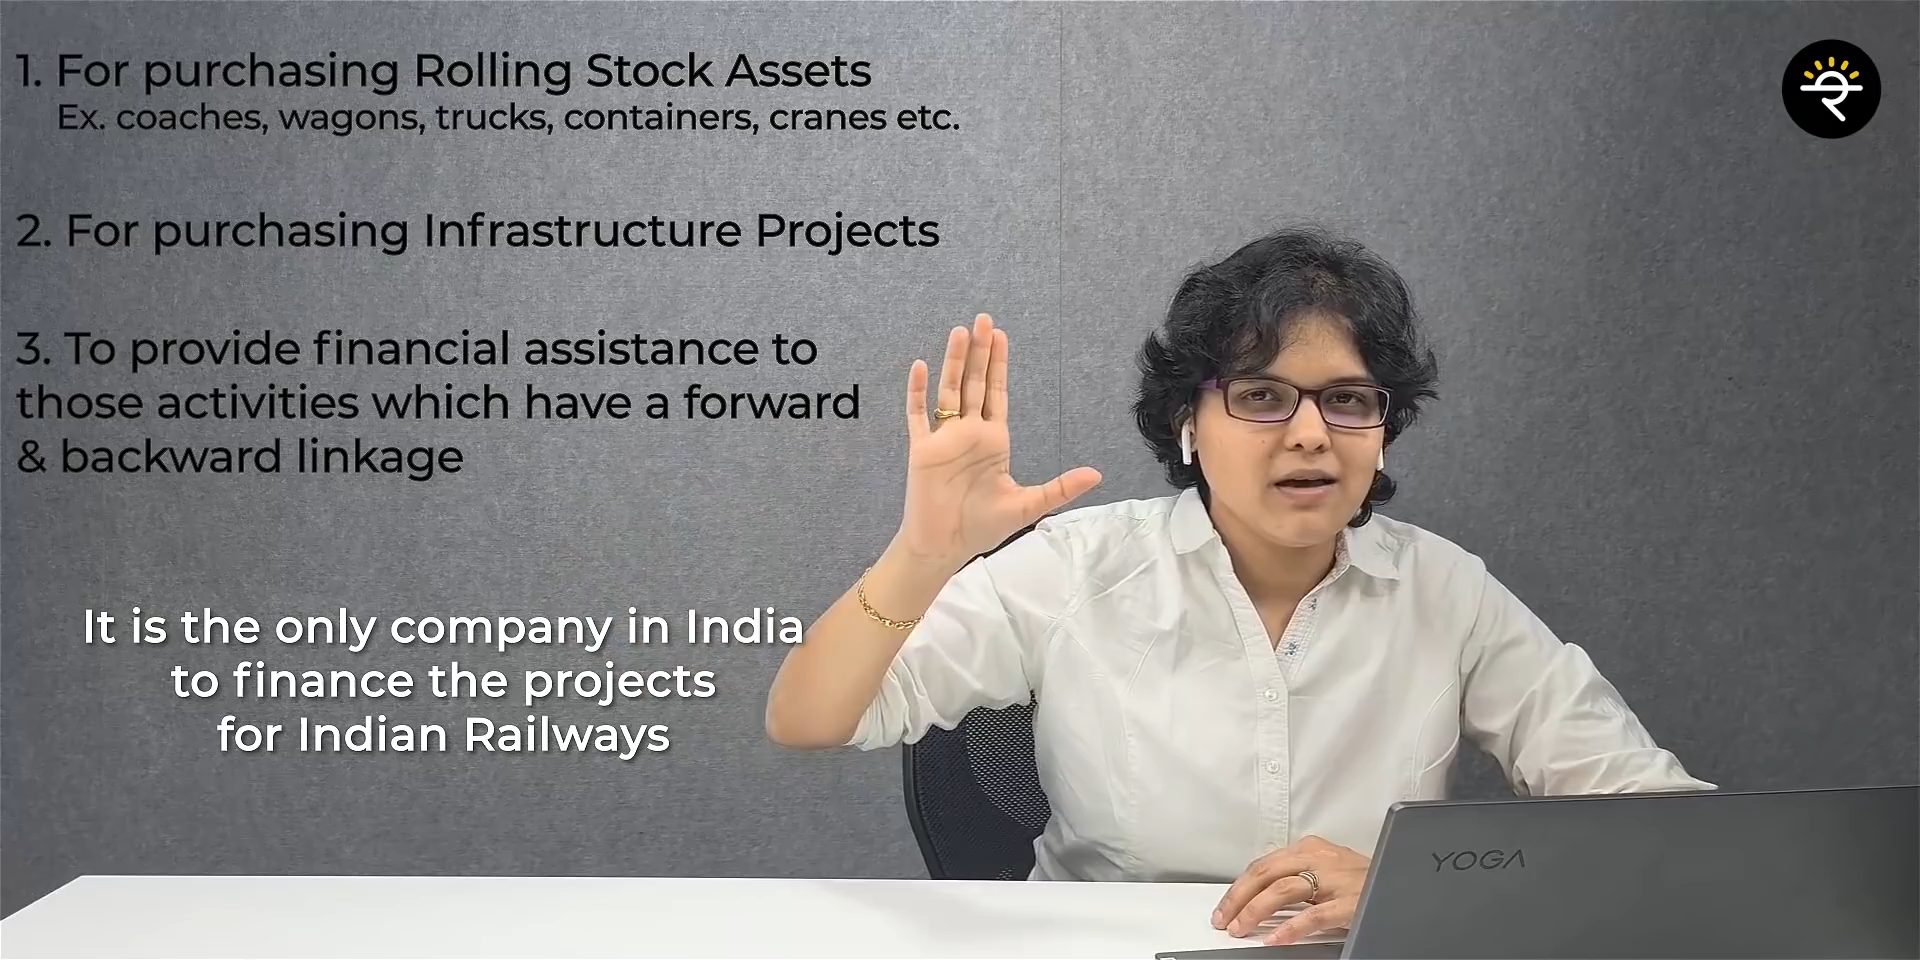 1. For purchasing Rolling Stock Assets
Ex. coaches, wagons, trucks, containers, cranes etc.
2. For purchasing Infrastructure Projects
3. To provide financial assistance to
those activities which have a forward
& backward linkage
It is the only company in India
to finance the projects
for Indian Railways
YOGA